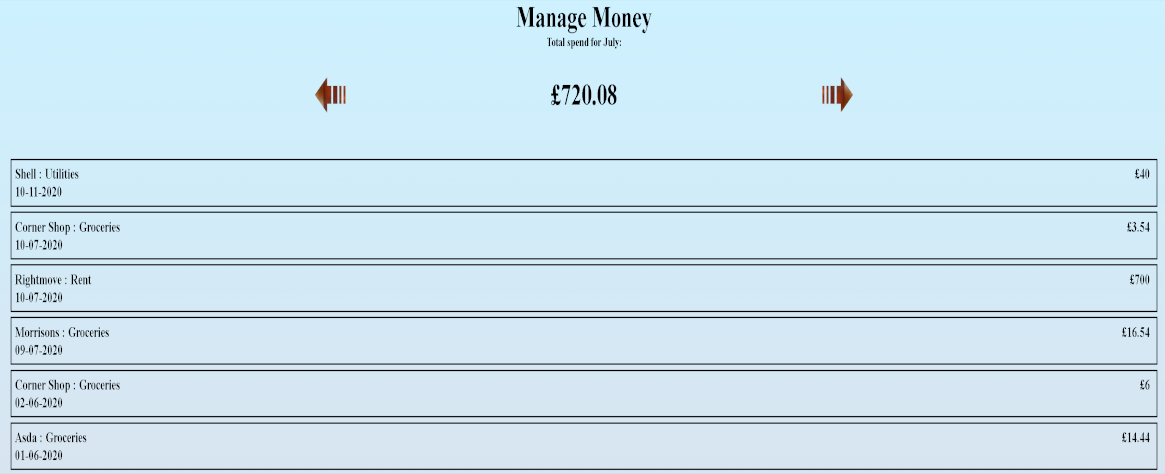 Manage Money
Total spend for July:
£720.08
Shell : Utilities £40
10-11-2020
Corner Shop : Groceries £3.54
10-07-2020
Rightmove : Rent £700
10-07-2020
Morrisons : Groceries £16.54
09-07-2020
Corner Shop : Groceries £6
02-06-2020
Asda : Groceries £14.44
01-06-2020